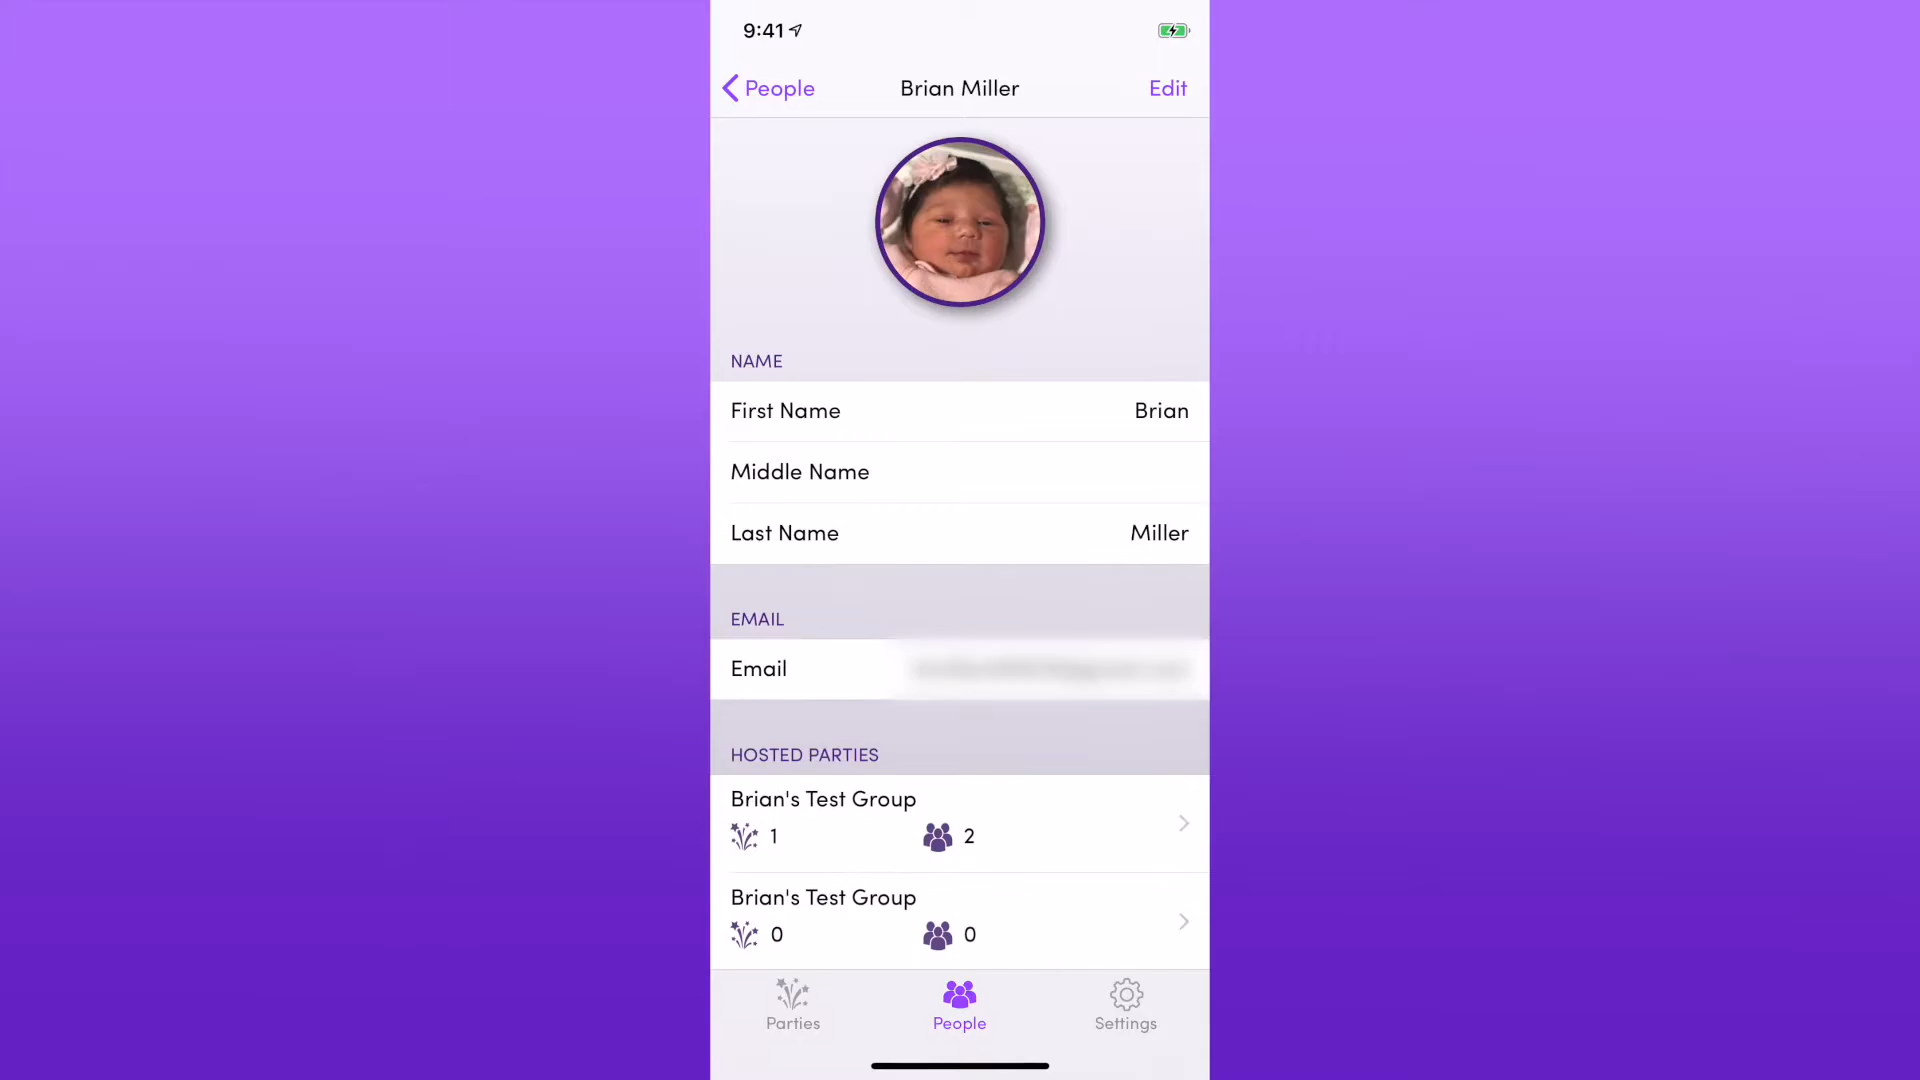 9:41
People
Brian Miller
Edit
NAME
First Name Brian
Middle Name
Last Name Miller
EMAIL
Email
HOSTED PARTIES
Brian's Test Group
1 2
Brian's Test Group
0 0
Parties People Settings